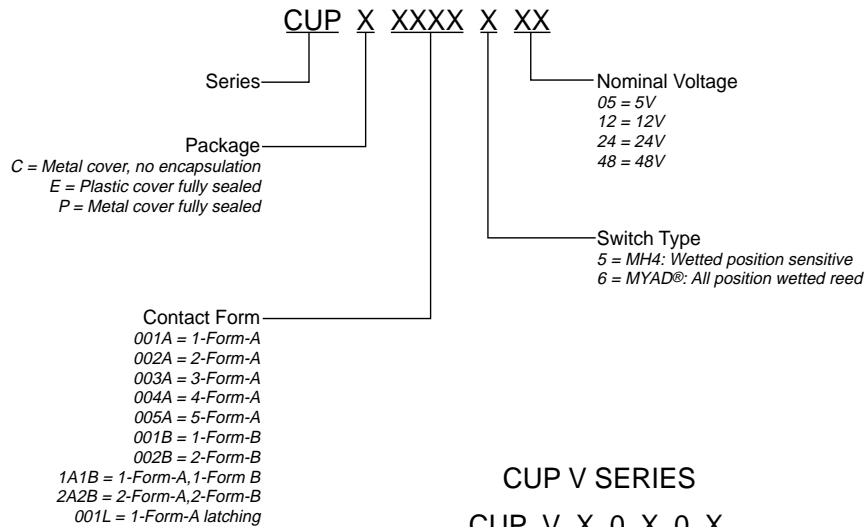 CUP X XXXX X XX
Series
Package
C = Metal cover, no encapsulation
E = Plastic cover fully sealed
P = Metal cover fully sealed
Contact Form
001A = 1-Form-A
002A = 2-Form-A
003A = 3-Form-A
004A = 4-Form-A
005A = 5-Form-A
001B = 1-Form-B
002B = 2-Form-B
1A1B = 1-Form-A,1-Form B
2A2B = 2-Form-A,2-Form-B
001L = 1-Form-A latching
Nominal Voltage
05 = 5V
12 = 12V
24 = 24V
48 = 48V
Switch Type
5 = MH4: Wetted position sensitive
6 = MYAD®: All position wetted reed
CUP V SERIES
CUP V X 0 X 0 X